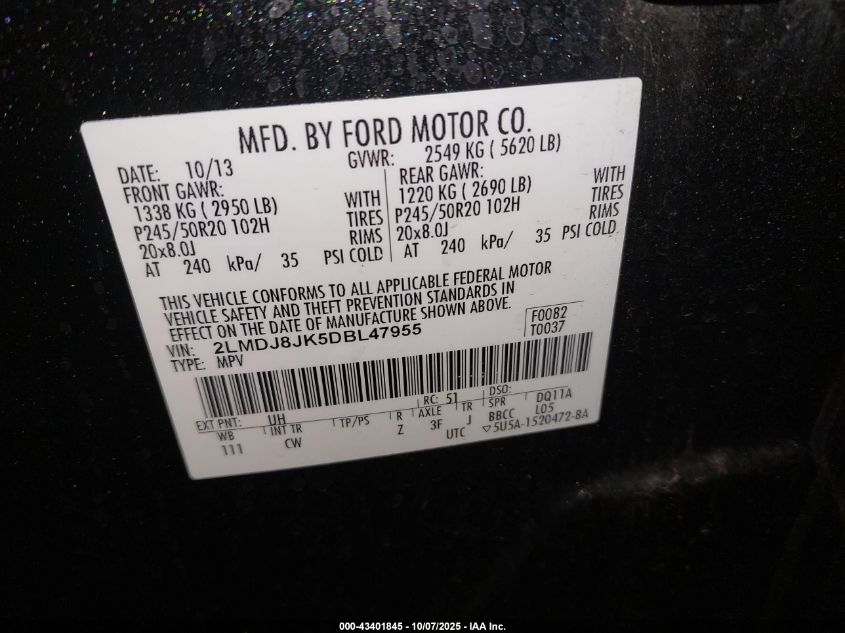 MFD. BY FORD MOTOR CO.
DATE: 10/13 GVWR: 2549 KG ( 5620 LB)
FRONT GAWR: REAR GAWR:
1338 KG ( 2950 LB) WITH 1220 KG ( 2690 LB) WITH
P245/50R20 102H TIRES P245/50R20 102H TIRES
20x8.0J RIMS 20x8.0J RIMS
AT 240 kPa/ 35 PSI COLD AT 240 kPa/ 35 PSI COLD
THIS VEHICLE CONFORMS TO ALL APPLICABLE FEDERAL MOTOR
VEHICLE SAFETY AND THEFT PREVENTION STANDARDS IN
EFFECT ON THE DATE OF MANUFACTURE SHOWN ABOVE.
VIN: 2LMDJ8JK5DBL47955 F0082
TYPE: MPV T0037
EXT PNT: UH RC: 51 DSO:
WB INT TR TP/PS R AXLE TR SPR DQ11A
111 CW Z 3F J BBCC L05
UTC ▽5U5A-1520472-BA
000-43401845 - 10/07/2025 - IAA Inc.